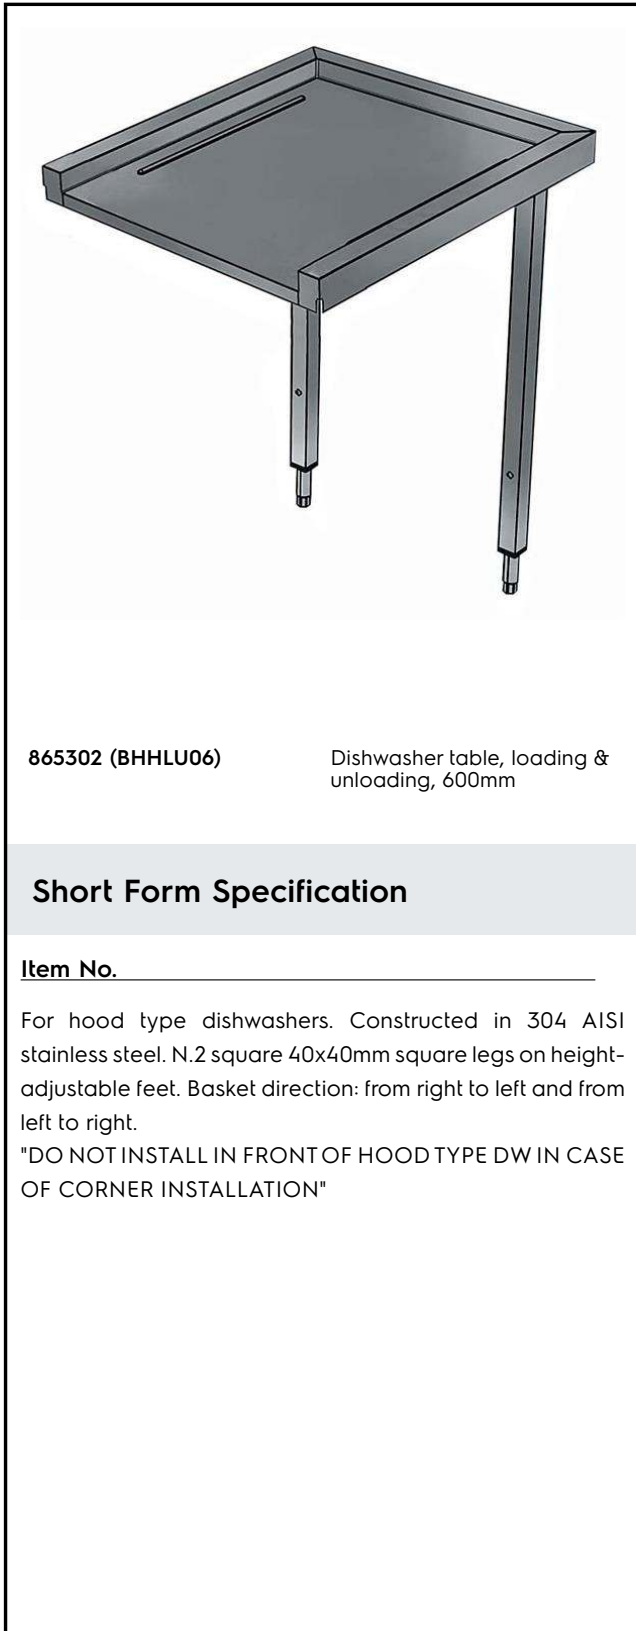 865302 (BHHLU06)
Dishwasher table, loading &
unloading, 600mm
Short Form Specification
Item No.
For hood type dishwashers. Constructed in 304 AISI
stainless steel. N.2 square 40x40mm square legs on height-
adjustable feet. Basket direction: from right to left and from
left to right.
"DO NOT INSTALL IN FRONT OF HOOD TYPE DW IN CASE
OF CORNER INSTALLATION"